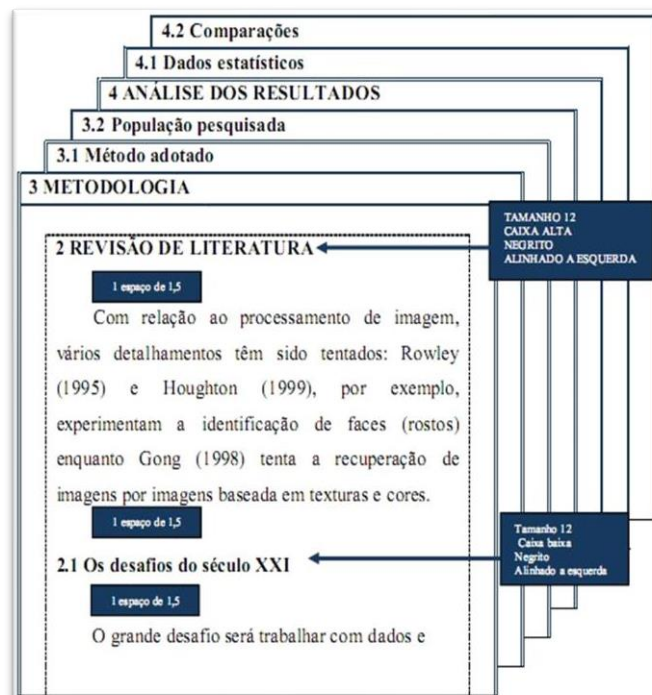 4.2 Comparações
4.1 Dados estatísticos
4 ANÁLISE DOS RESULTADOS
3.2 População pesquisada
3.1 Método adotado
3 METODOLOGIA
TAMANHO 12
CAIXA ALTA
NEGRITO
ALINHADO A ESQUERDA
2 REVISÃO DE LITERATURA
1 espaço de 1,5
Com relação ao processamento de imagem,
vários detalhamentos têm sido tentados: Rowley
(1995) e Houghton (1999), por exemplo,
experimentam a identificação de faces (rostos)
enquanto Gong (1998) tenta a recuperação de
imagens por imagens baseada em texturas e cores.
1 espaço de 1,5
Tamanho 12
Caixa baixa
Negrito
Alinhado a esquerda
2.1 Os desafios do século XXI
1 espaço de 1,5
O grande desafio será trabalhar com dados e